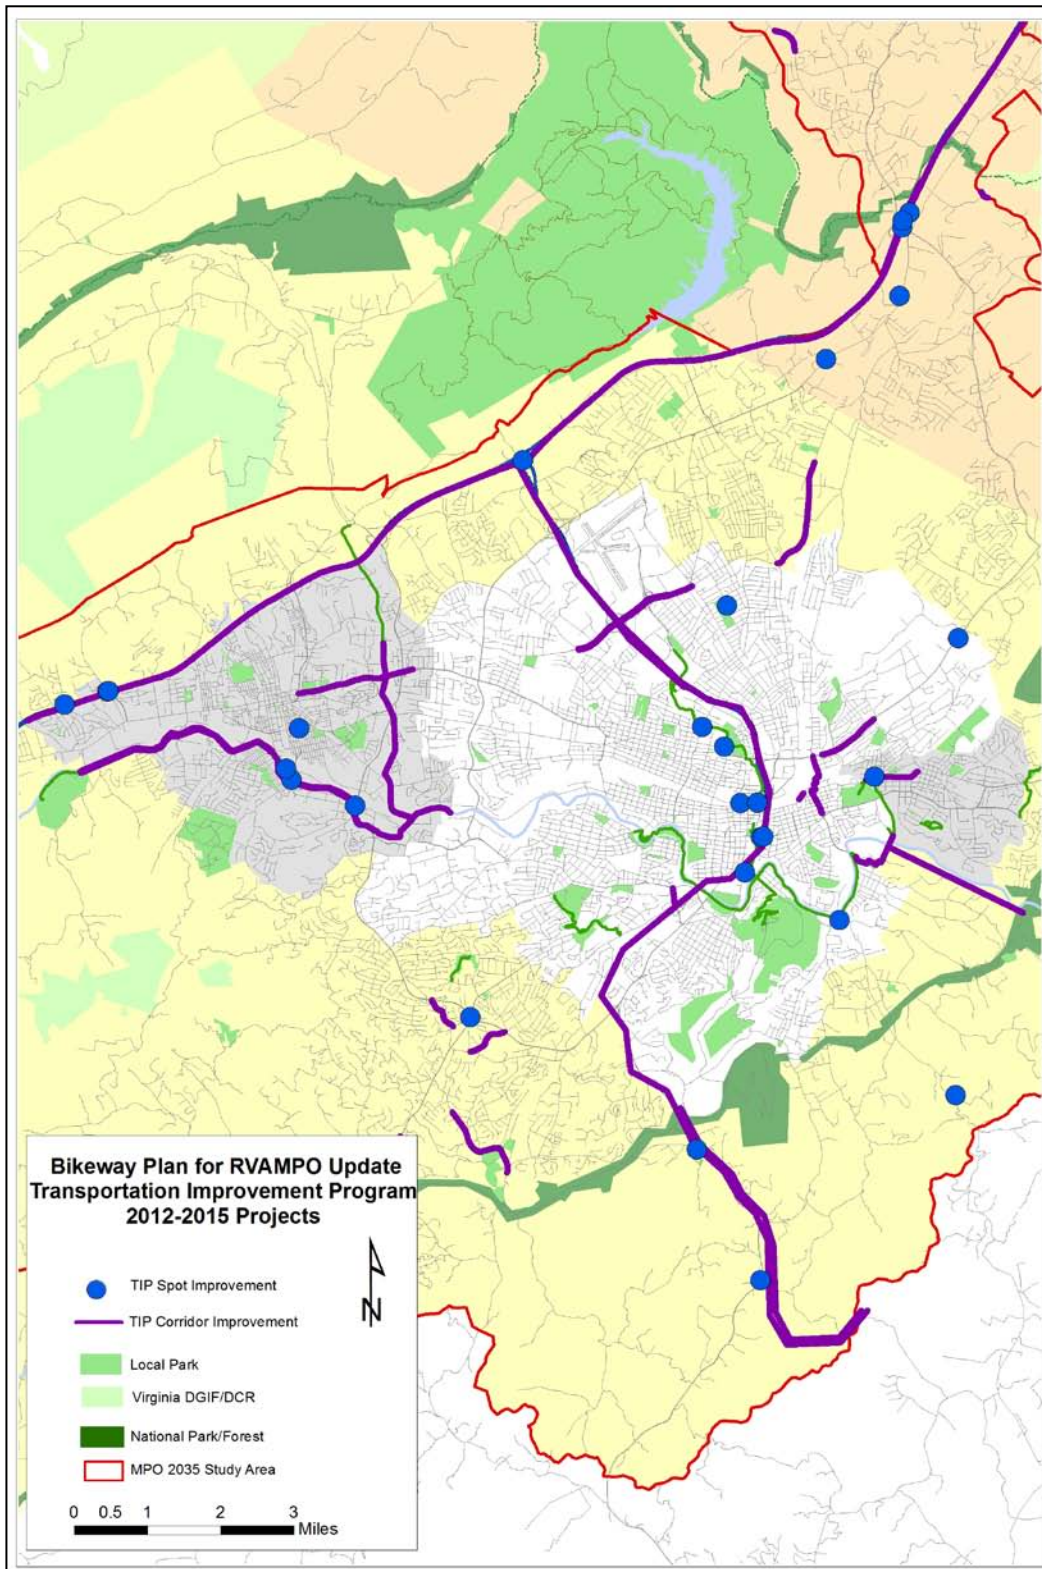 Bikeway Plan for RVAMPO Update
Transportation Improvement Program
2012-2015 Projects
TIP Spot Improvement
TIP Corridor Improvement
N
Local Park
Virginia DGIF/DCR
National Park/Forest
MPO 2035 Study Area
0 0.5 1 2 3
Miles